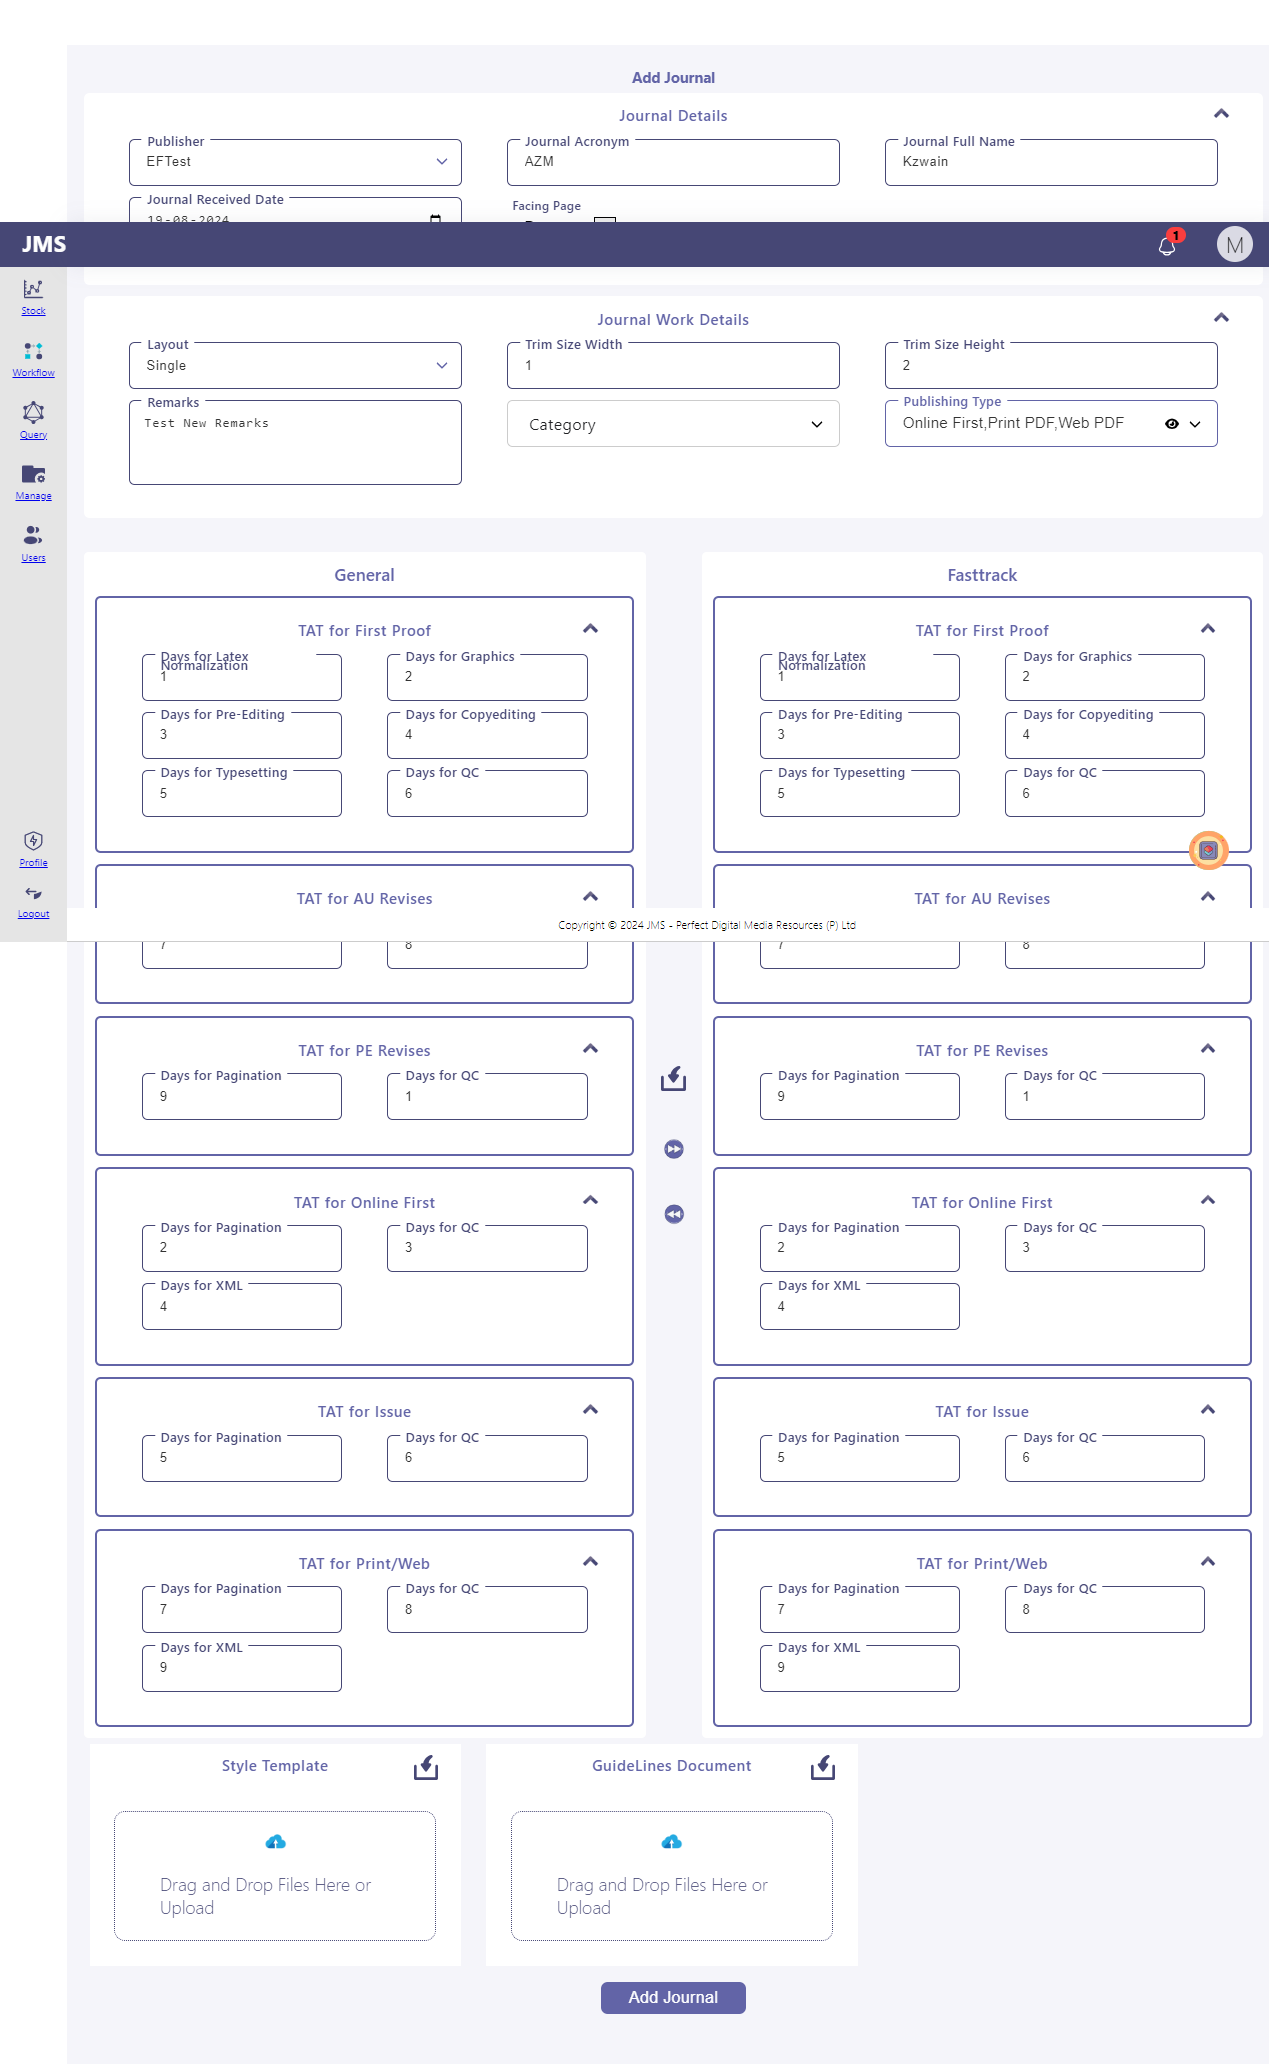 Add Journal
Journal Details
Publisher
EFTest
Journal Acronym
AZM
Journal Full Name
Kzwain
Journal Received Date
19-08-2024
Facing Page
JMS
1
M
Stock
Workflow
Query
Manage
Users
Profile
Logout
Journal Work Details
Layout
Single
Trim Size Width
1
Trim Size Height
2
Remarks
Test New Remarks
Category
Publishing Type
Online First,Print PDF,Web PDF
General
TAT for First Proof
Days for Latex
Normalization
1
Days for Graphics
2
Days for Pre-Editing
3
Days for Copyediting
4
Days for Typesetting
5
Days for QC
6
TAT for AU Revises
7
8
TAT for PE Revises
Days for Pagination
9
Days for QC
1
TAT for Online First
Days for Pagination
2
Days for QC
3
Days for XML
4
TAT for Issue
Days for Pagination
5
Days for QC
6
TAT for Print/Web
Days for Pagination
7
Days for QC
8
Days for XML
9
Fasttrack
TAT for First Proof
Days for Latex
Normalization
1
Days for Graphics
2
Days for Pre-Editing
3
Days for Copyediting
4
Days for Typesetting
5
Days for QC
6
TAT for AU Revises
7
8
TAT for PE Revises
Days for Pagination
9
Days for QC
1
TAT for Online First
Days for Pagination
2
Days for QC
3
Days for XML
4
TAT for Issue
Days for Pagination
5
Days for QC
6
TAT for Print/Web
Days for Pagination
7
Days for QC
8
Days for XML
9
Copyright © 2024 JMS - Perfect Digital Media Resources (P) Ltd
Style Template
Drag and Drop Files Here or
Upload
GuideLines Document
Drag and Drop Files Here or
Upload
Add Journal